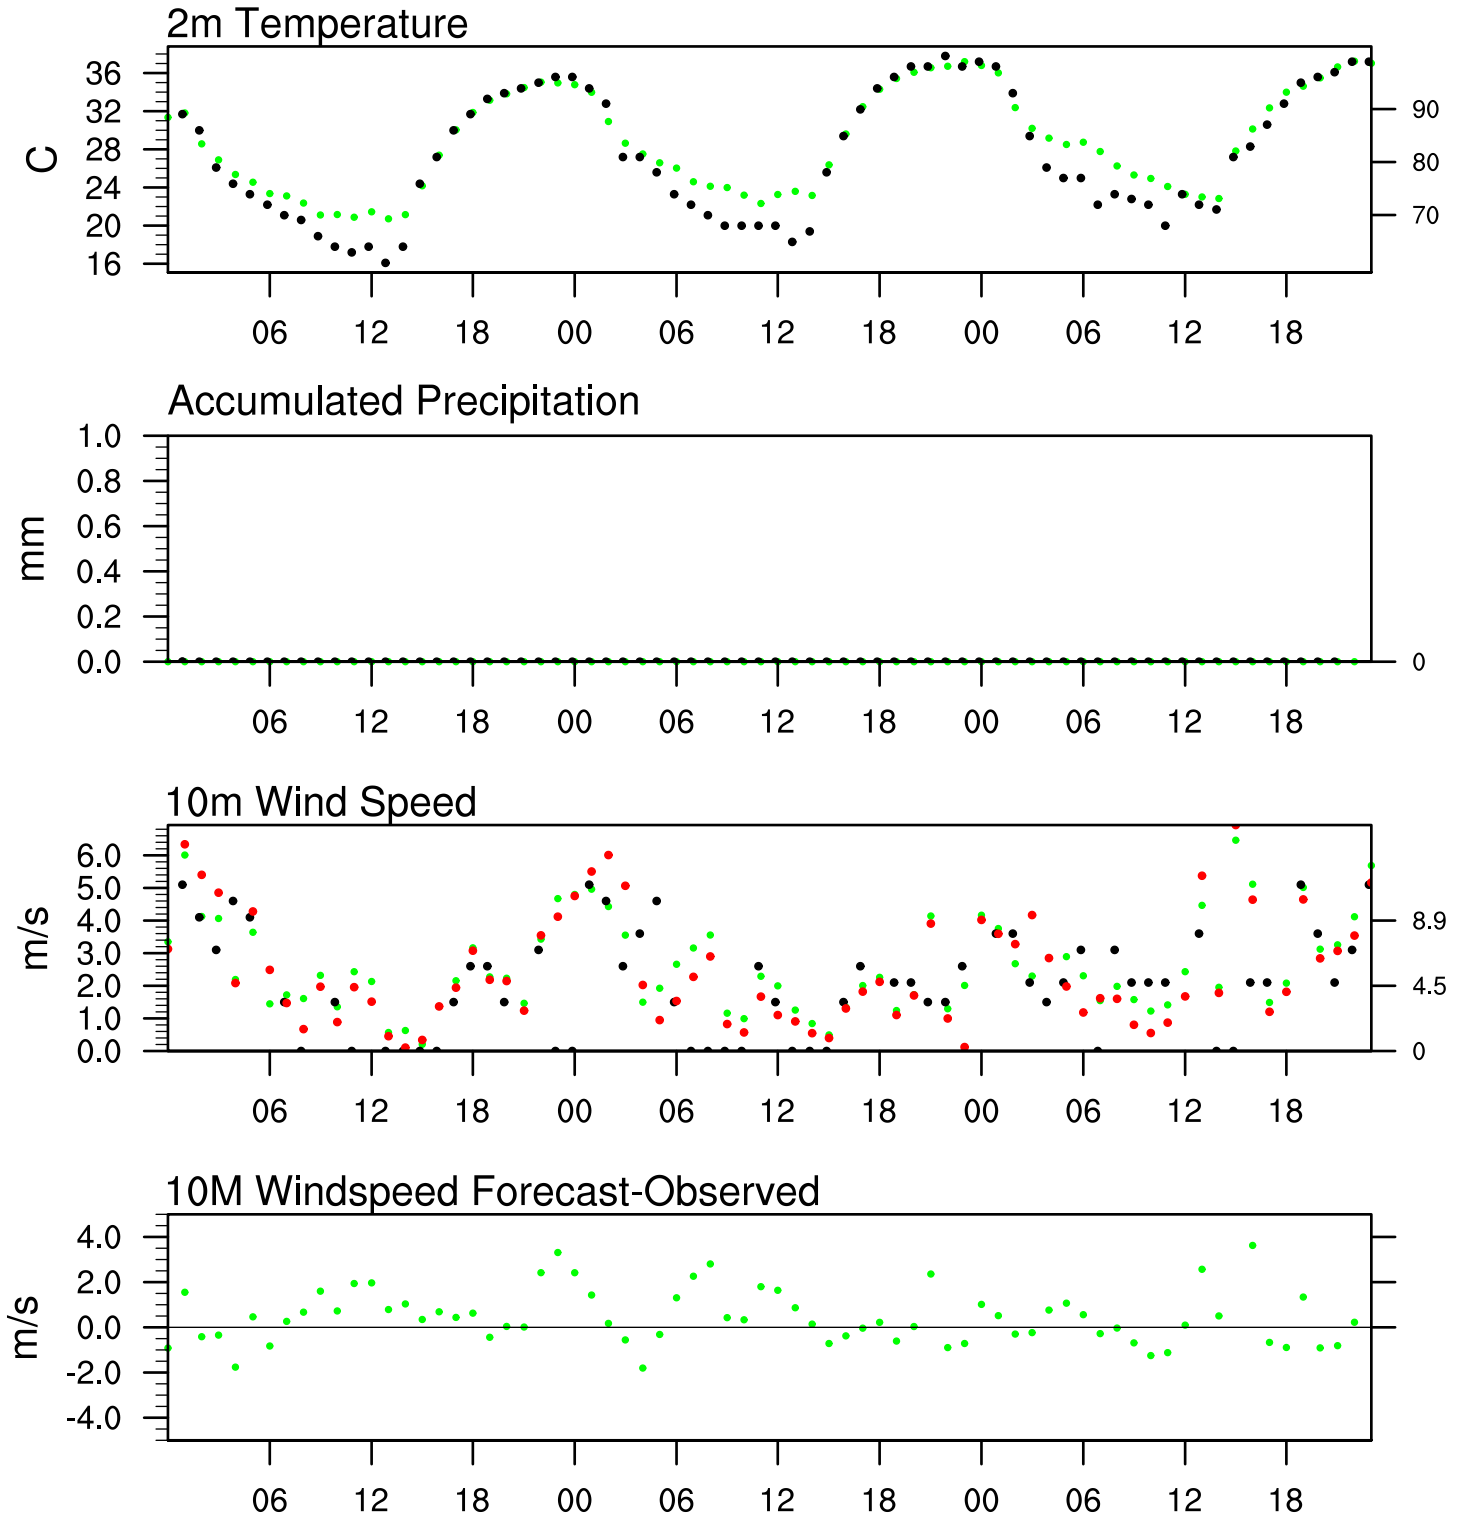 2m Temperature
36
32
90
28
C
80
24
20
70
16
06 12 18 00 06 12 18 00 06 12 18
Accumulated Precipitation
1.0
0.8
0.6
mm
0.4
0.2
0.0 0
06 12 18 00 06 12 18 00 06 12 18
10m Wind Speed
6.0
5.0
4.0 8.9
m/s
3.0
2.0 4.5
1.0
0.0 0
06 12 18 00 06 12 18 00 06 12 18
10M Windspeed Forecast-Observed
4.0
2.0
m/s
0.0
-2.0
-4.0
06 12 18 00 06 12 18 00 06 12 18